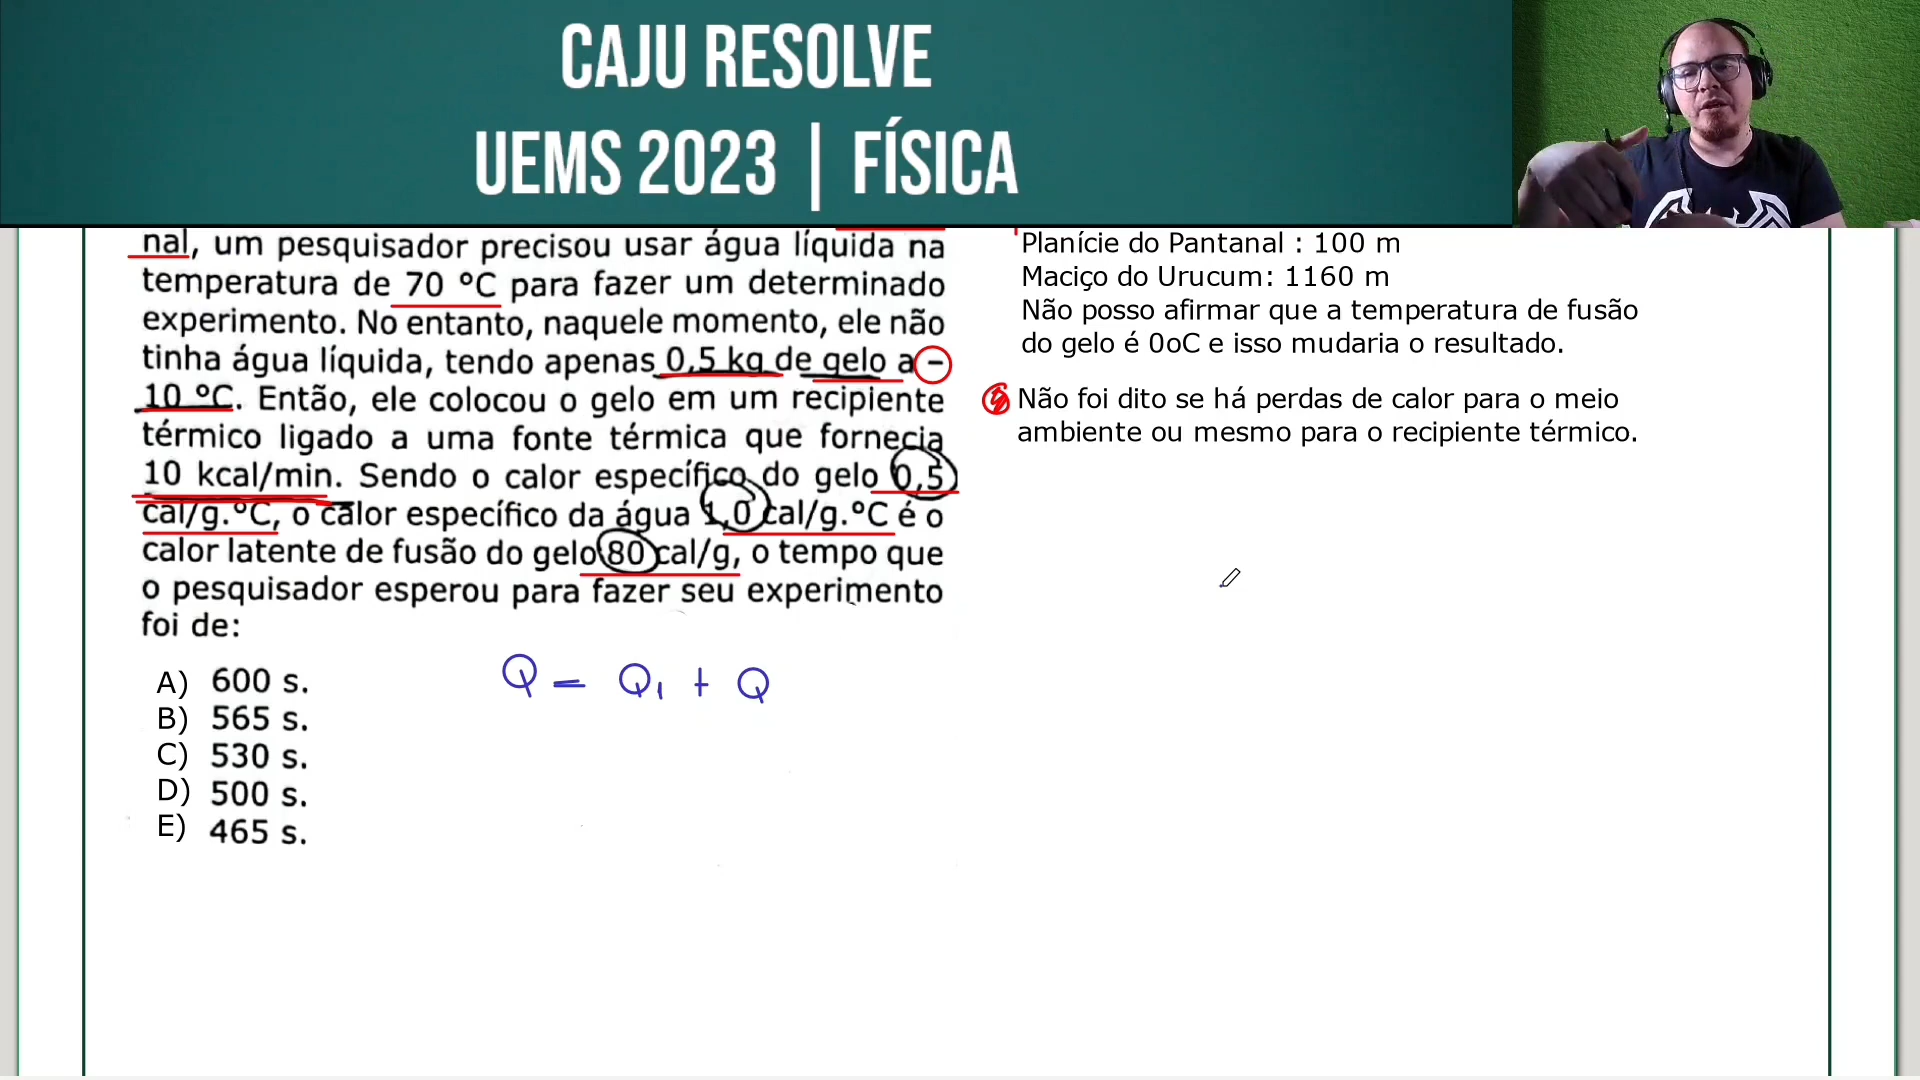 CAJU RESOLVE
UEMS 2023 | FÍSICA
nal, um pesquisador precisou usar água líquida na
temperatura de 70 °C para fazer um determinado
experimento. No entanto, naquele momento, ele não
tinha água líquida, tendo apenas 0,5 kg de gelo a –
10 °C. Então, ele colocou o gelo em um recipiente
térmico ligado a uma fonte térmica que fornecia
10 kcal/min. Sendo o calor específico do gelo 0,5
cal/g.°C, o calor específico da água 1,0 cal/g.°C é o
calor latente de fusão do gelo 80 cal/g, o tempo que
o pesquisador esperou para fazer seu experimento
foi de:
A) 600 s.
B) 565 s.
C) 530 s.
D) 500 s.
E) 465 s.
Q = Q1 + Q
Planície do Pantanal : 100 m
Maciço do Urucum: 1160 m
Não posso afirmar que a temperatura de fusão
do gelo é 0oC e isso mudaria o resultado.
Não foi dito se há perdas de calor para o meio
ambiente ou mesmo para o recipiente térmico.